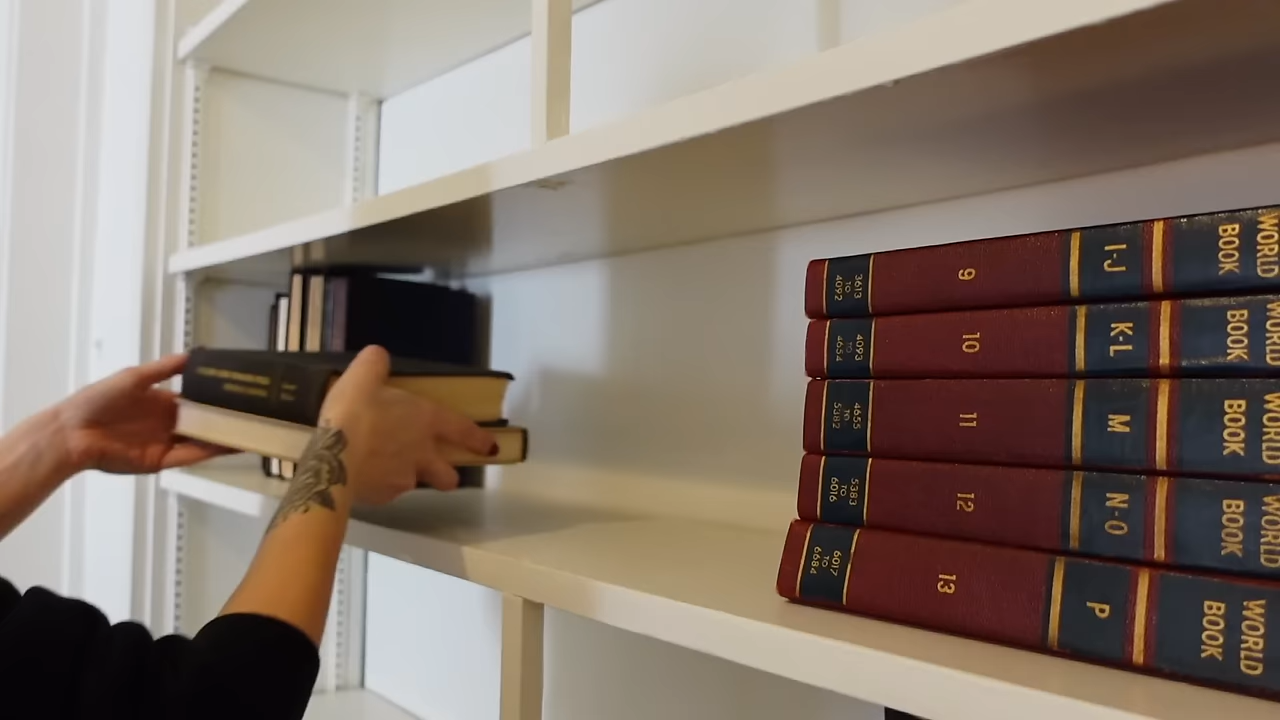 3613
TO
4092
9
I-J
WORLD
BOOK
4093
TO
4654
10
K-L
WORLD
BOOK
4655
TO
5382
11
M
WORLD
BOOK
5383
TO
6016
12
N-O
WORLD
BOOK
6017
TO
6684
13
P
WORLD
BOOK